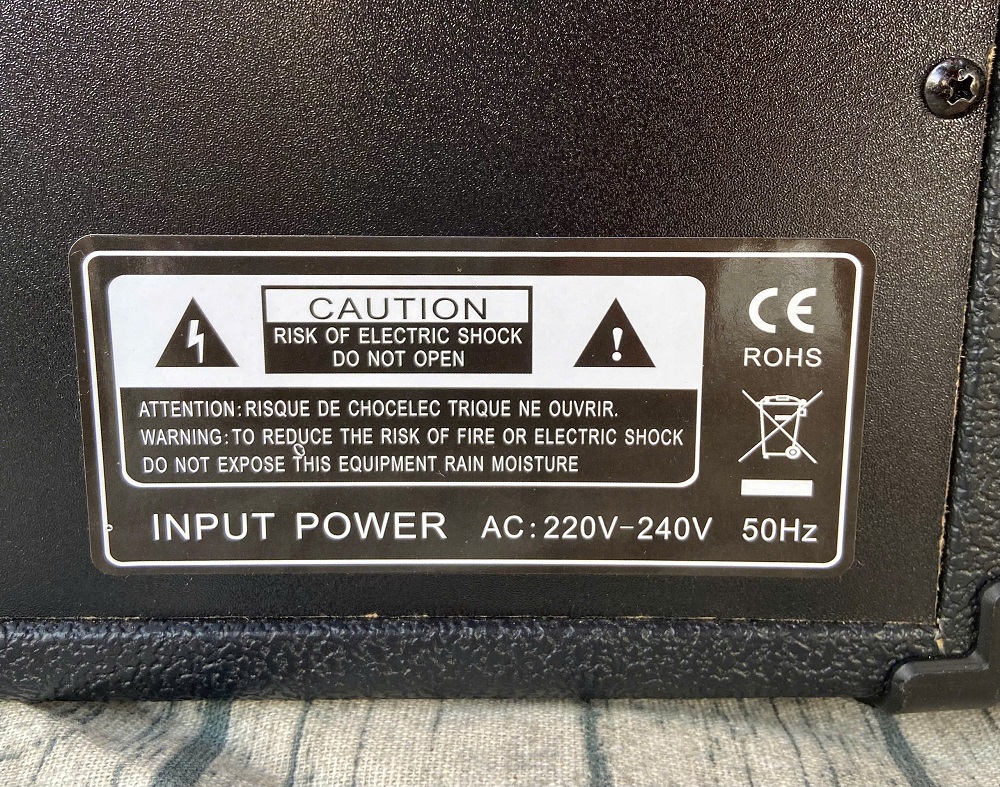 CAUTION
RISK OF ELECTRIC SHOCK
DO NOT OPEN
ATTENTION: RISQUE DE CHOCELEC TRIQUE NE OUVRIR.
WARNING: TO REDUCE THE RISK OF FIRE OR ELECTRIC SHOCK
DO NOT EXPOSE THIS EQUIPMENT RAIN MOISTURE
INPUT POWER AC: 220V-240V 50Hz
CE
ROHS